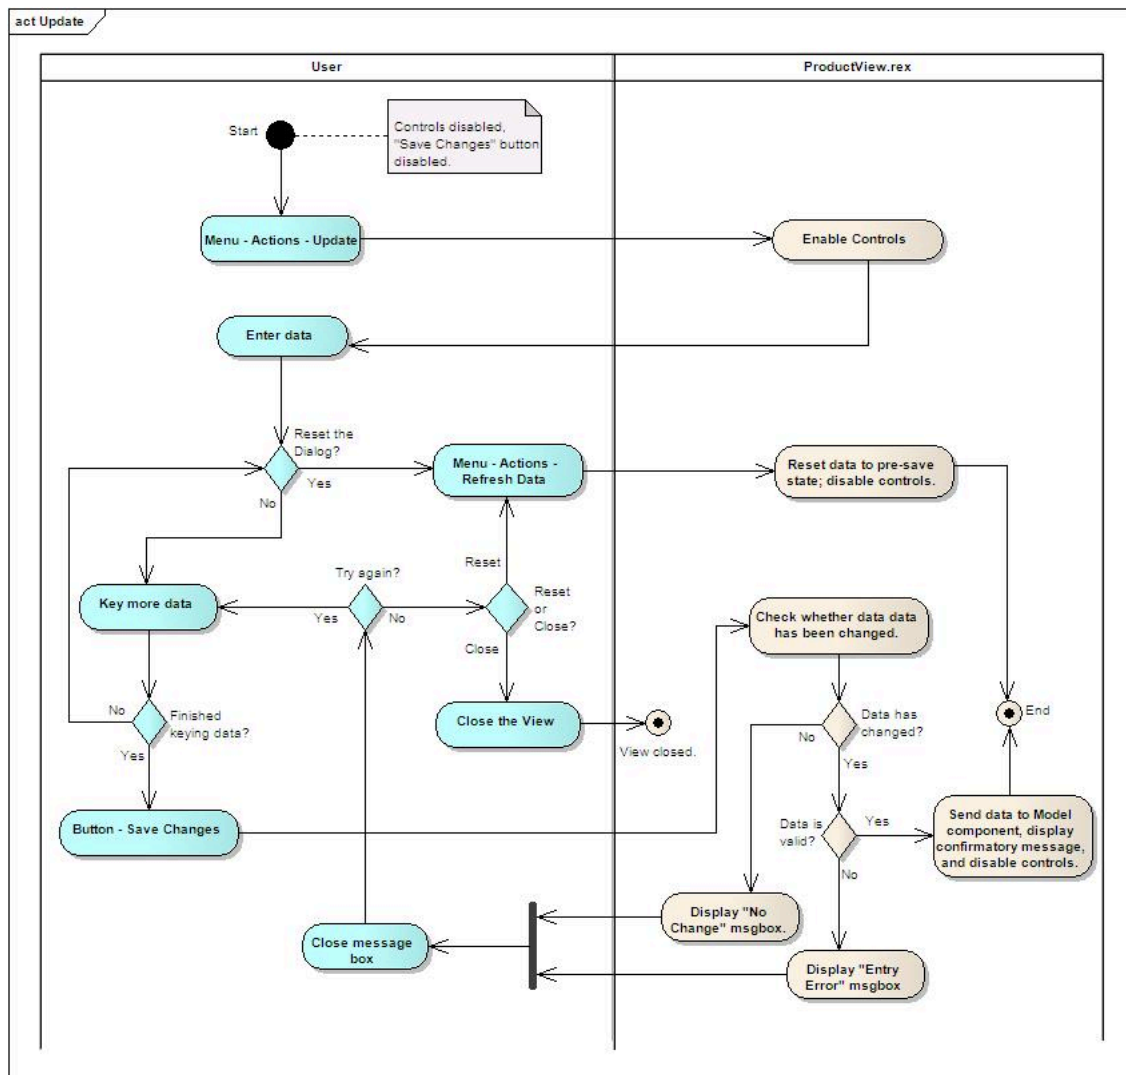 act Update
User
ProductView.rex
Start
Controls disabled,
"Save Changes" button
disabled.
Menu - Actions - Update
Enable Controls
Enter data
Reset the
Dialog?
Yes
No
Menu - Actions -
Refresh Data
Reset data to pre-save
state; disable controls.
Reset
Try again?
Key more data
Yes
No
Reset
or
Close?
Close
Check whether data data
has been changed.
No
Finished
keying data?
Yes
Close the View
View closed.
Data has
changed?
No
Yes
End
Button - Save Changes
Data is
valid?
Yes
No
Send data to Model
component, display
confirmatory message,
and disable controls.
Display "No
Change" msgbox.
Close message
box
Display "Entry
Error" msgbox